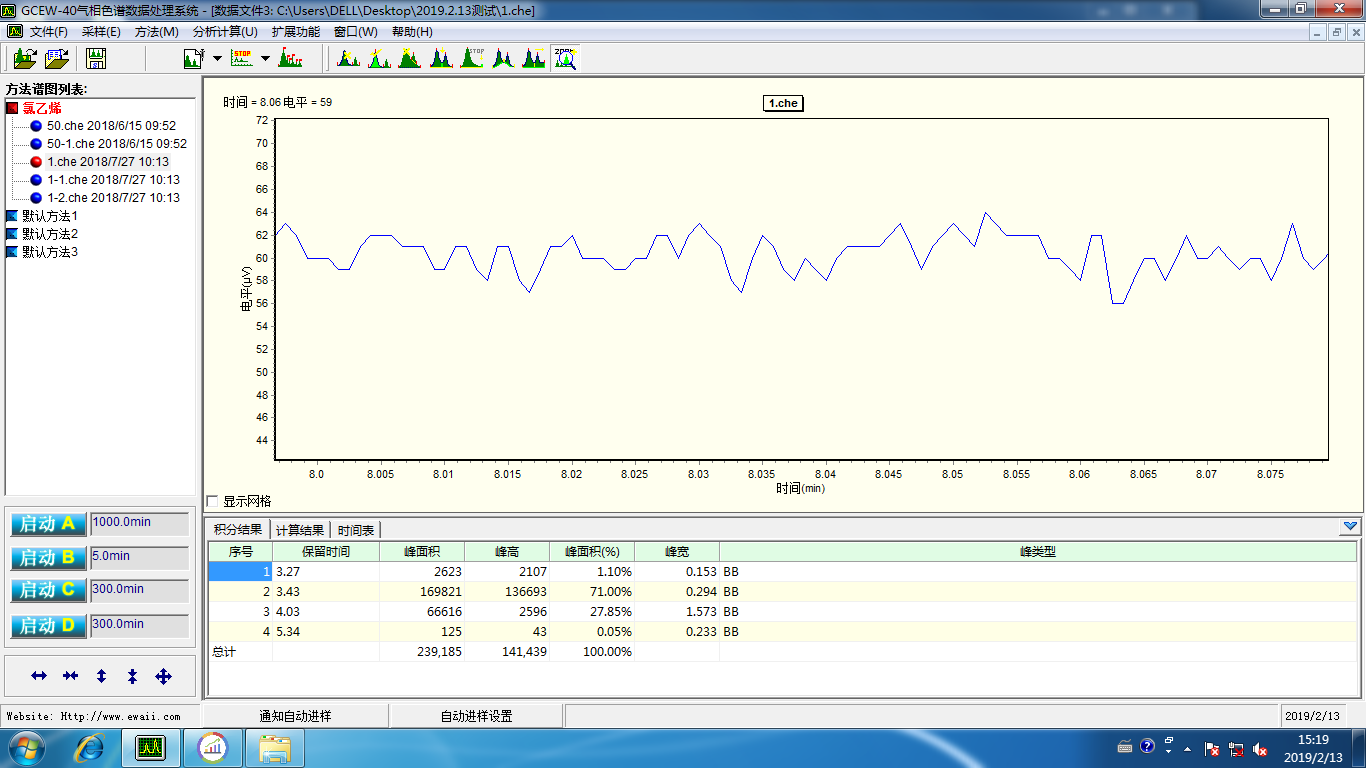 GCEW-40气相色谱数据处理系统 - [数据文件3: C:\Users\DELL\Desktop\2019.2.13测试\1.che]
文件(F) 采样(E) 方法(M) 分析计算(U) 扩展功能 窗口(W) 帮助(H)
方法谱图列表:
氯乙烯
50.che 2018/6/15 09:52
50-1.che 2018/6/15 09:52
1.che 2018/7/27 10:13
1-1.che 2018/7/27 10:13
1-2.che 2018/7/27 10:13
默认方法1
默认方法2
默认方法3
启动 A 1000.0min
启动 B 5.0min
启动 C 300.0min
启动 D 300.0min
时间 = 8.06 电平 = 59
1.che
72
70
68
66
64
62
60
58
56
54
52
50
48
46
44
电平(μV)
8.0 8.005 8.01 8.015 8.02 8.025 8.03 8.035 8.04 8.045 8.05 8.055 8.06 8.065 8.07 8.075
时间(min)
显示网格
积分结果 计算结果 时间表
序号 保留时间 峰面积 峰高 峰面积(%) 峰宽 峰类型
1 3.27 2623 2107 1.10% 0.153 BB
2 3.43 169821 136693 71.00% 0.294 BB
3 4.03 66616 2596 27.85% 1.573 BB
4 5.34 125 43 0.05% 0.233 BB
总计 239,185 141,439 100.00%
Website: Http://www.ewaii.com 通知自动进样 自动进样设置 2019/2/13
15:19
2019/2/13